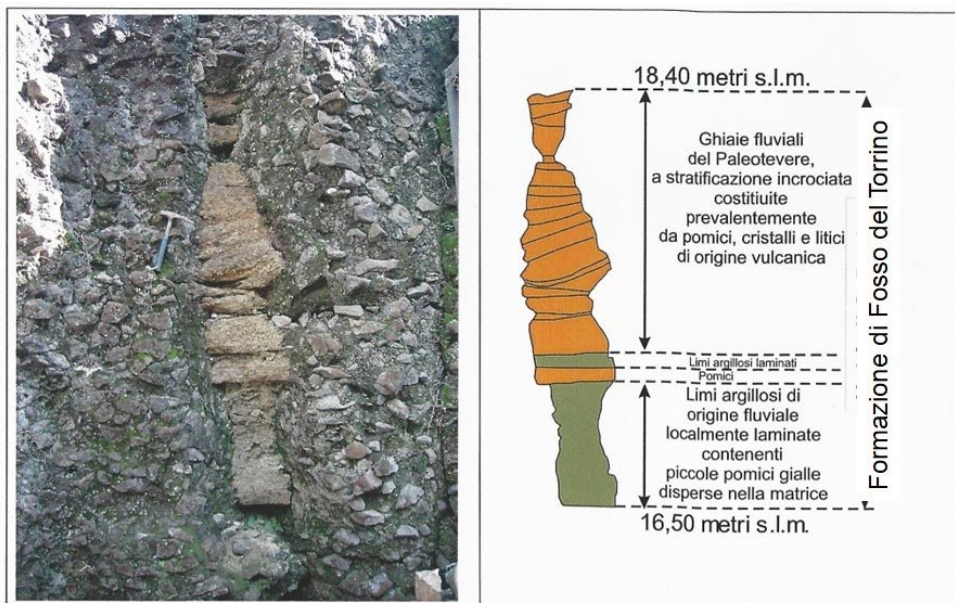 18,40 metri s.l.m.
Ghiaie fluviali
del Paleotevere,
a stratificazione incrociata
costitiuite
prevalentemente
da pomici, cristalli e litici
di origine vulcanica
Limi argillosi laminati
Pomici
Limi argillosi di
origine fluviale
localmente laminate
contenenti
piccole pomici gialle
disperse nella matrice
16,50 metri s.l.m.
Formazione di Fosso del Torrino